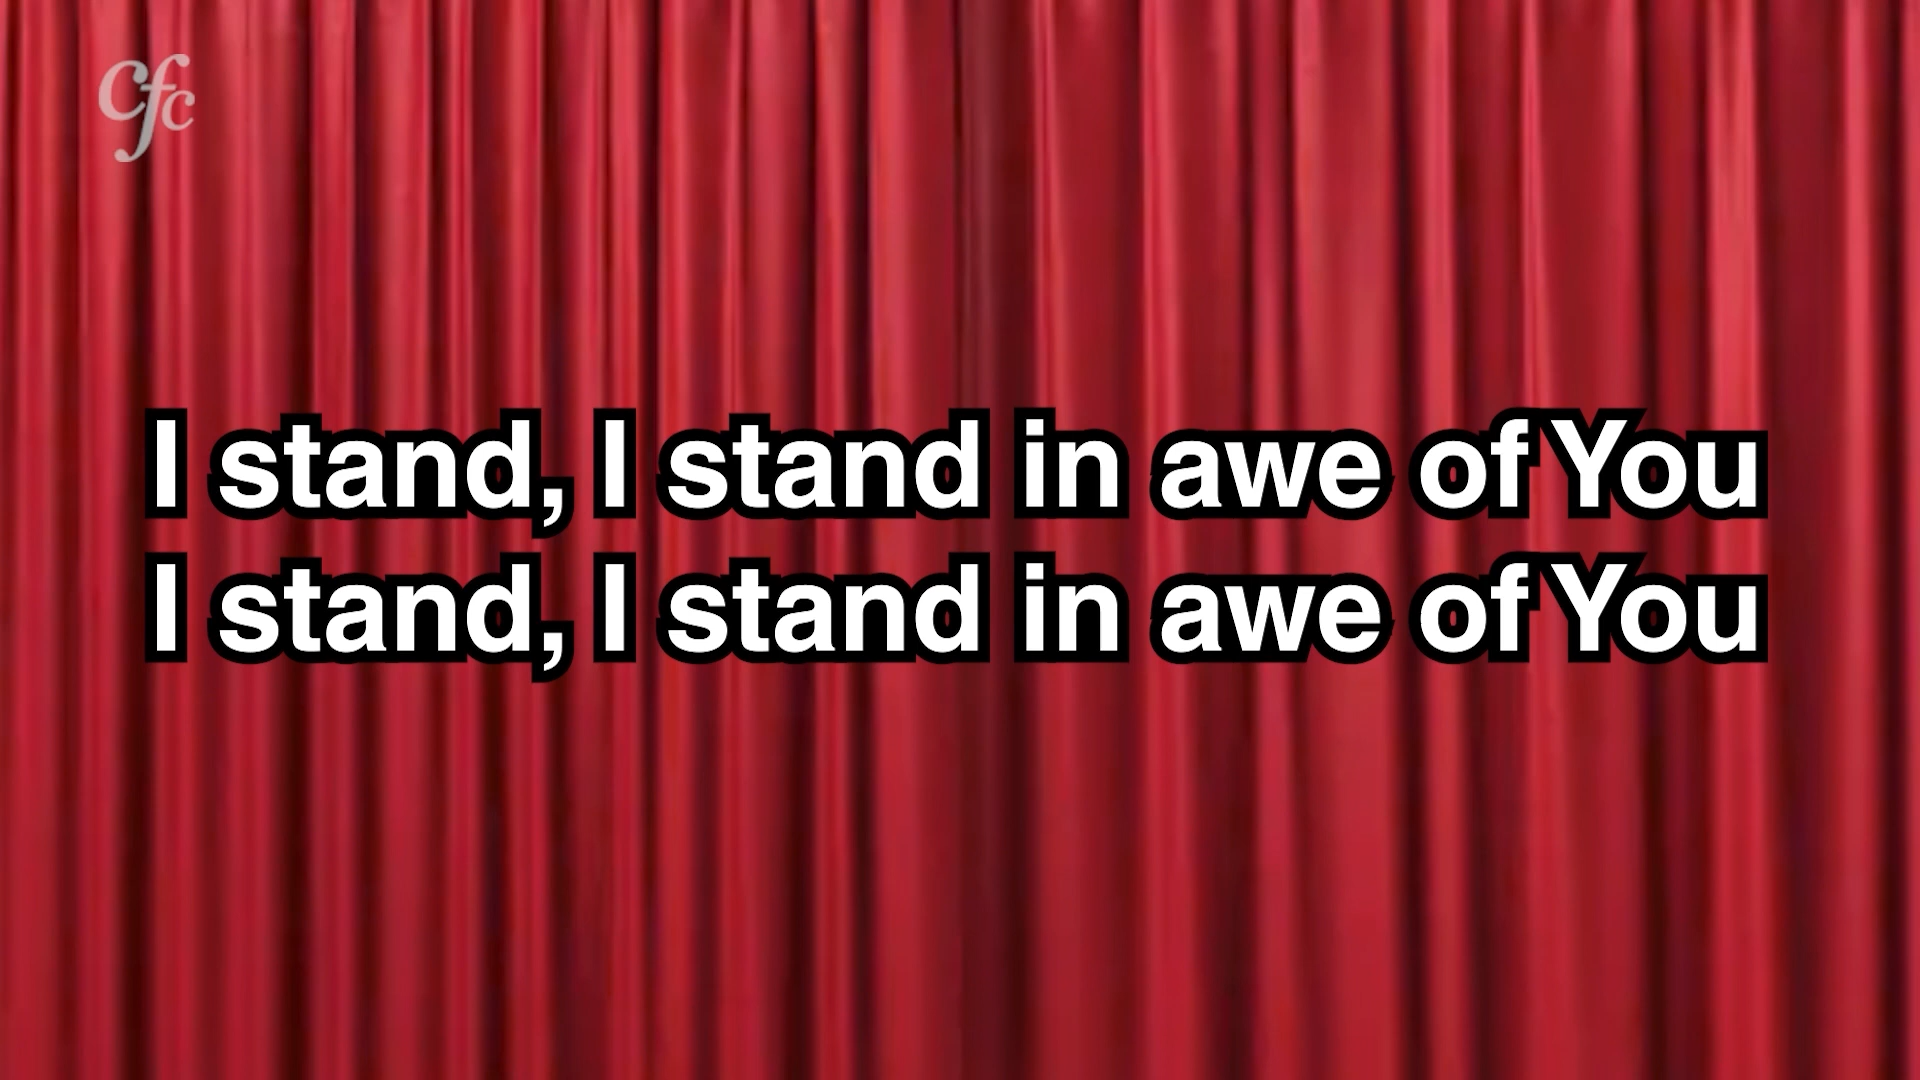 cfc
I stand, I stand in awe of You
I stand, I stand in awe of You